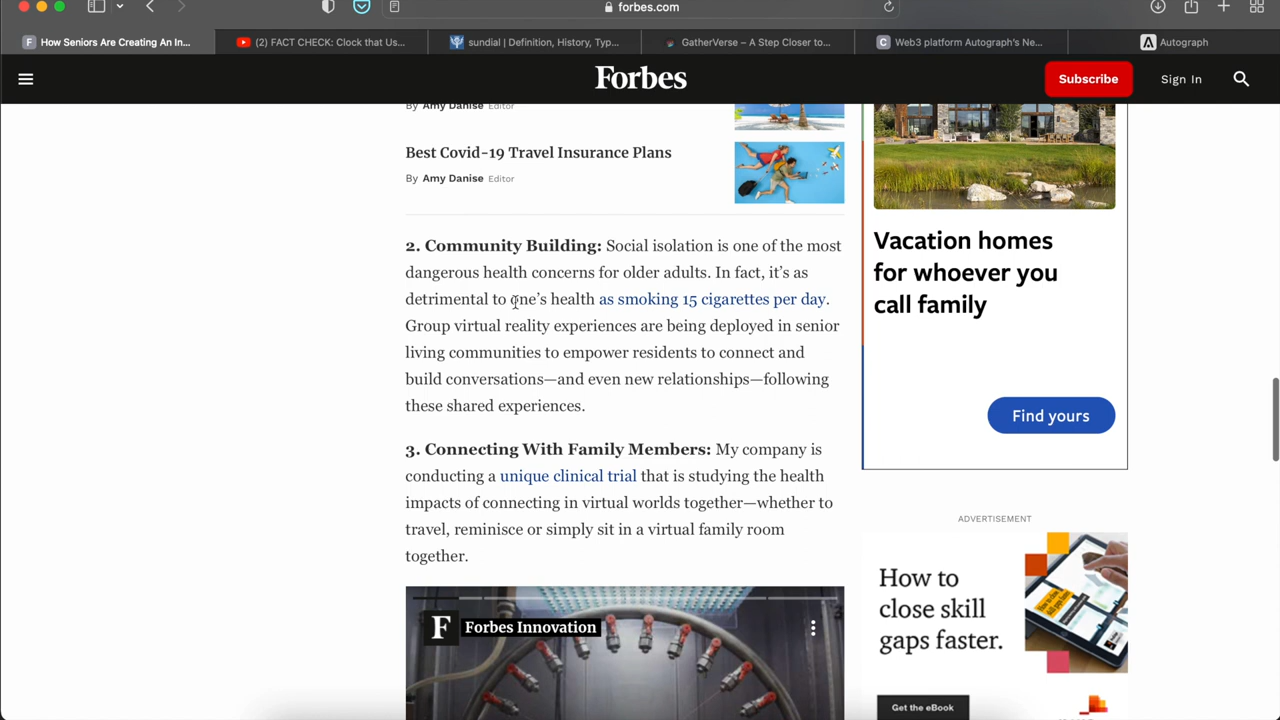 forbes.com
How Seniors Are Creating An In...
(2) FACT CHECK: Clock that Us...
sundial | Definition, History, Typ...
GatherVerse – A Step Closer to...
Web3 platform Autograph's Ne...
Autograph
Forbes
Subscribe
Sign In
By Amy Danise Editor
Best Covid-19 Travel Insurance Plans
By Amy Danise Editor
2. Community Building: Social isolation is one of the most
dangerous health concerns for older adults. In fact, it's as
detrimental to one's health as smoking 15 cigarettes per day.
Group virtual reality experiences are being deployed in senior
living communities to empower residents to connect and
build conversations—and even new relationships—following
these shared experiences.
3. Connecting With Family Members: My company is
conducting a unique clinical trial that is studying the health
impacts of connecting in virtual worlds together—whether to
travel, reminisce or simply sit in a virtual family room
together.
F Forbes Innovation
Vacation homes
for whoever you
call family
Find yours
ADVERTISEMENT
How to
close skill
gaps faster.
Get the eBook